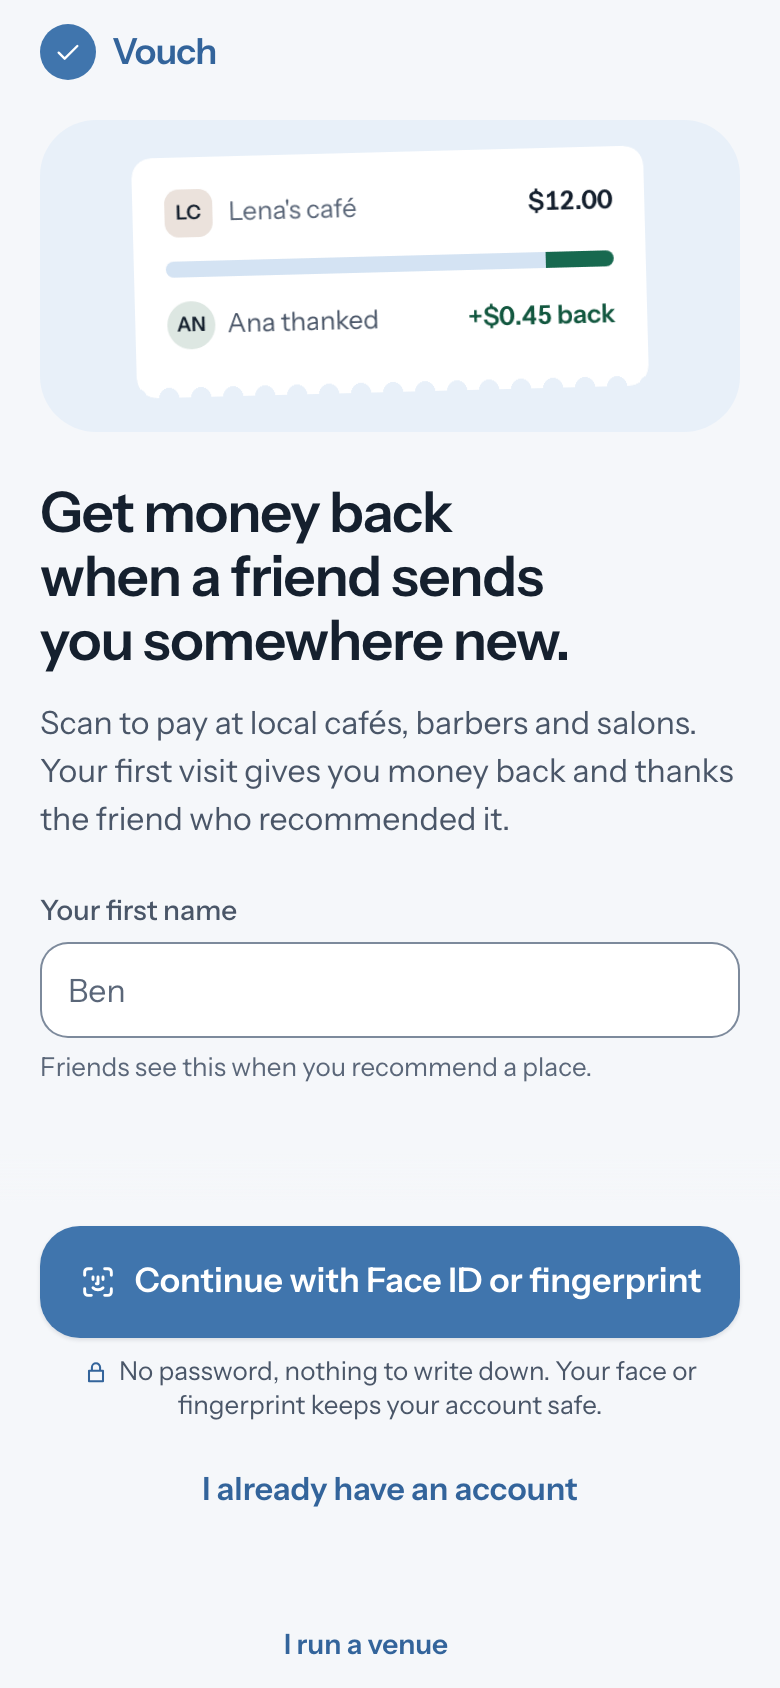 Vouch
LC Lena's café $12.00
AN Ana thanked +$0.45 back
Get money back
when a friend sends
you somewhere new.
Scan to pay at local cafés, barbers and salons.
Your first visit gives you money back and thanks
the friend who recommended it.
Your first name
Ben
Friends see this when you recommend a place.
Continue with Face ID or fingerprint
No password, nothing to write down. Your face or
fingerprint keeps your account safe.
I already have an account
I run a venue